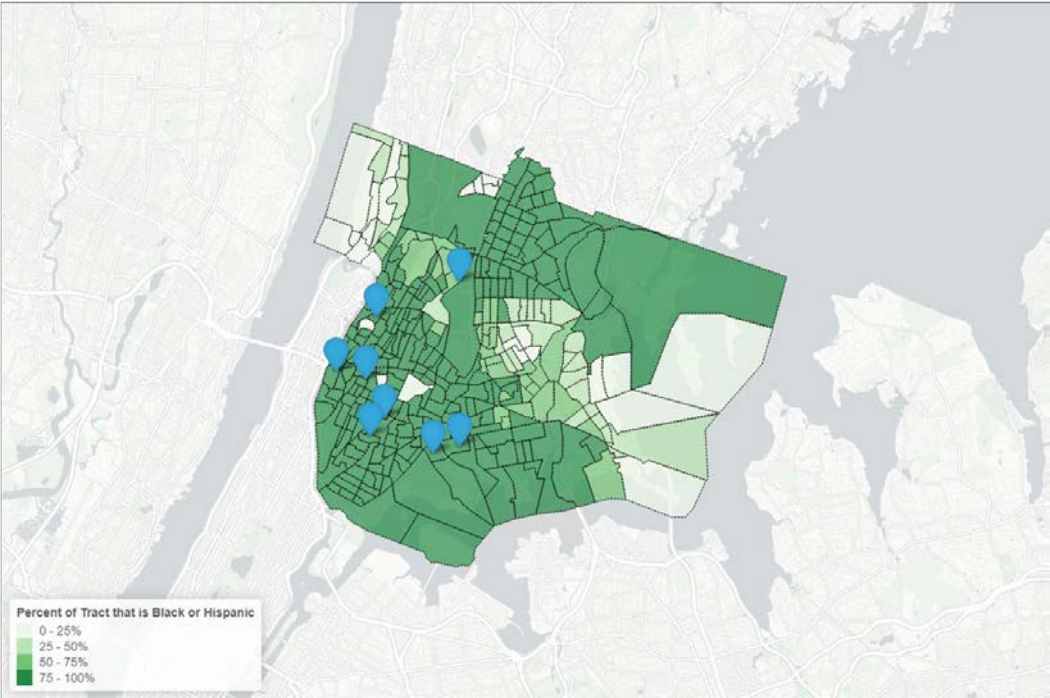 Percent of Tract that is Black or Hispanic
0 - 25%
25 - 50%
50 - 75%
75 - 100%